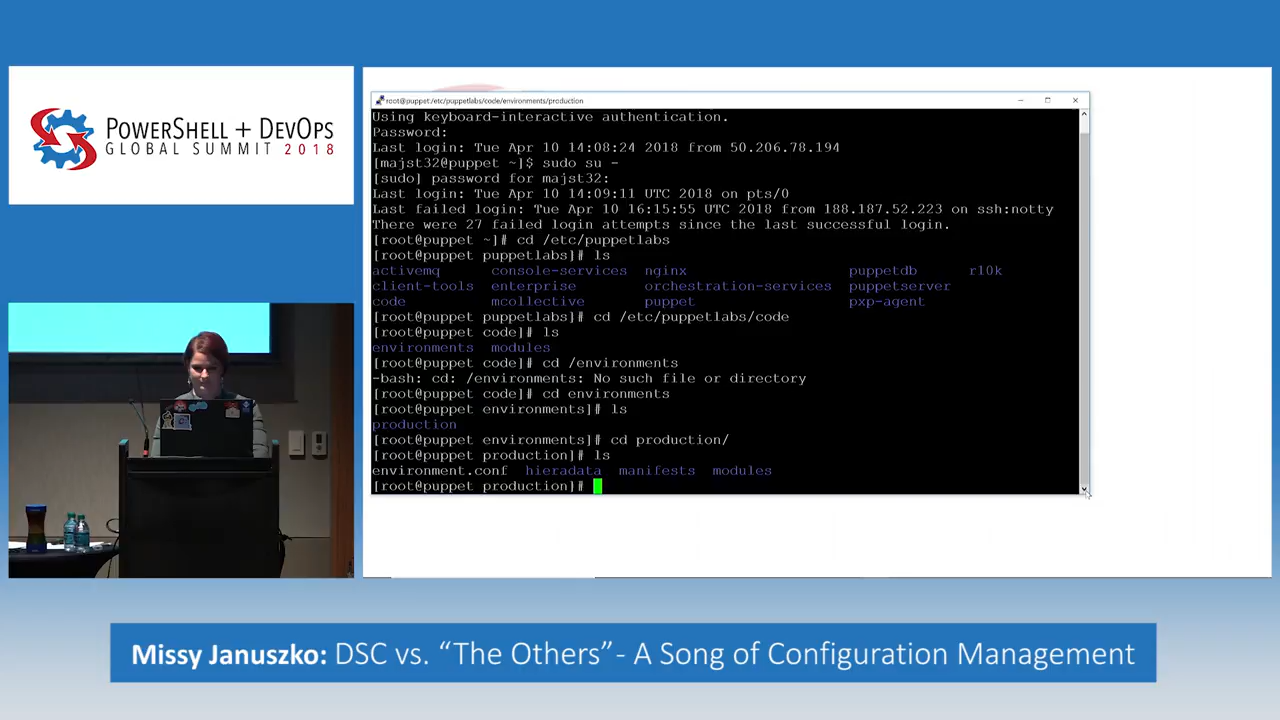 POWERSHELL + DEVOPS
GLOBAL SUMMIT 2018
root@puppet:/etc/puppetlabs/code/environments/production
Using keyboard-interactive authentication.
Password:
Last login: Tue Apr 10 14:08:24 2018 from 50.206.78.194
[majst32@puppet ~]$ sudo su -
[sudo] password for majst32:
Last login: Tue Apr 10 14:09:11 UTC 2018 on pts/0
Last failed login: Tue Apr 10 16:15:55 UTC 2018 from 188.187.52.223 on ssh:notty
There were 27 failed login attempts since the last successful login.
[root@puppet ~]# cd /etc/puppetlabs
[root@puppet puppetlabs]# ls
activemq console-services nginx puppetdb r10k
client-tools enterprise orchestration-services puppetserver
code mcollective puppet pxp-agent
[root@puppet puppetlabs]# cd /etc/puppetlabs/code
[root@puppet code]# ls
environments modules
[root@puppet code]# cd /environments
-bash: cd: /environments: No such file or directory
[root@puppet code]# cd environments
[root@puppet environments]# ls
production
[root@puppet environments]# cd production/
[root@puppet production]# ls
environment.conf hieradata manifests modules
[root@puppet production]#
Missy Januszko: DSC vs. “The Others”- A Song of Configuration Management